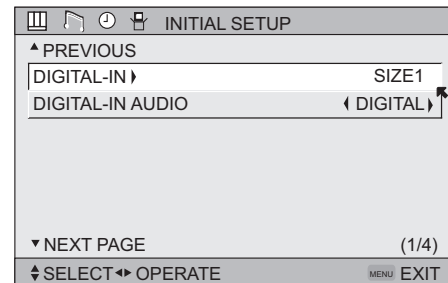 INITIAL SETUP
PREVIOUS
DIGITAL-IN SIZE1
DIGITAL-IN AUDIO DIGITAL
NEXT PAGE (1/4)
SELECT OPERATE MENU EXIT